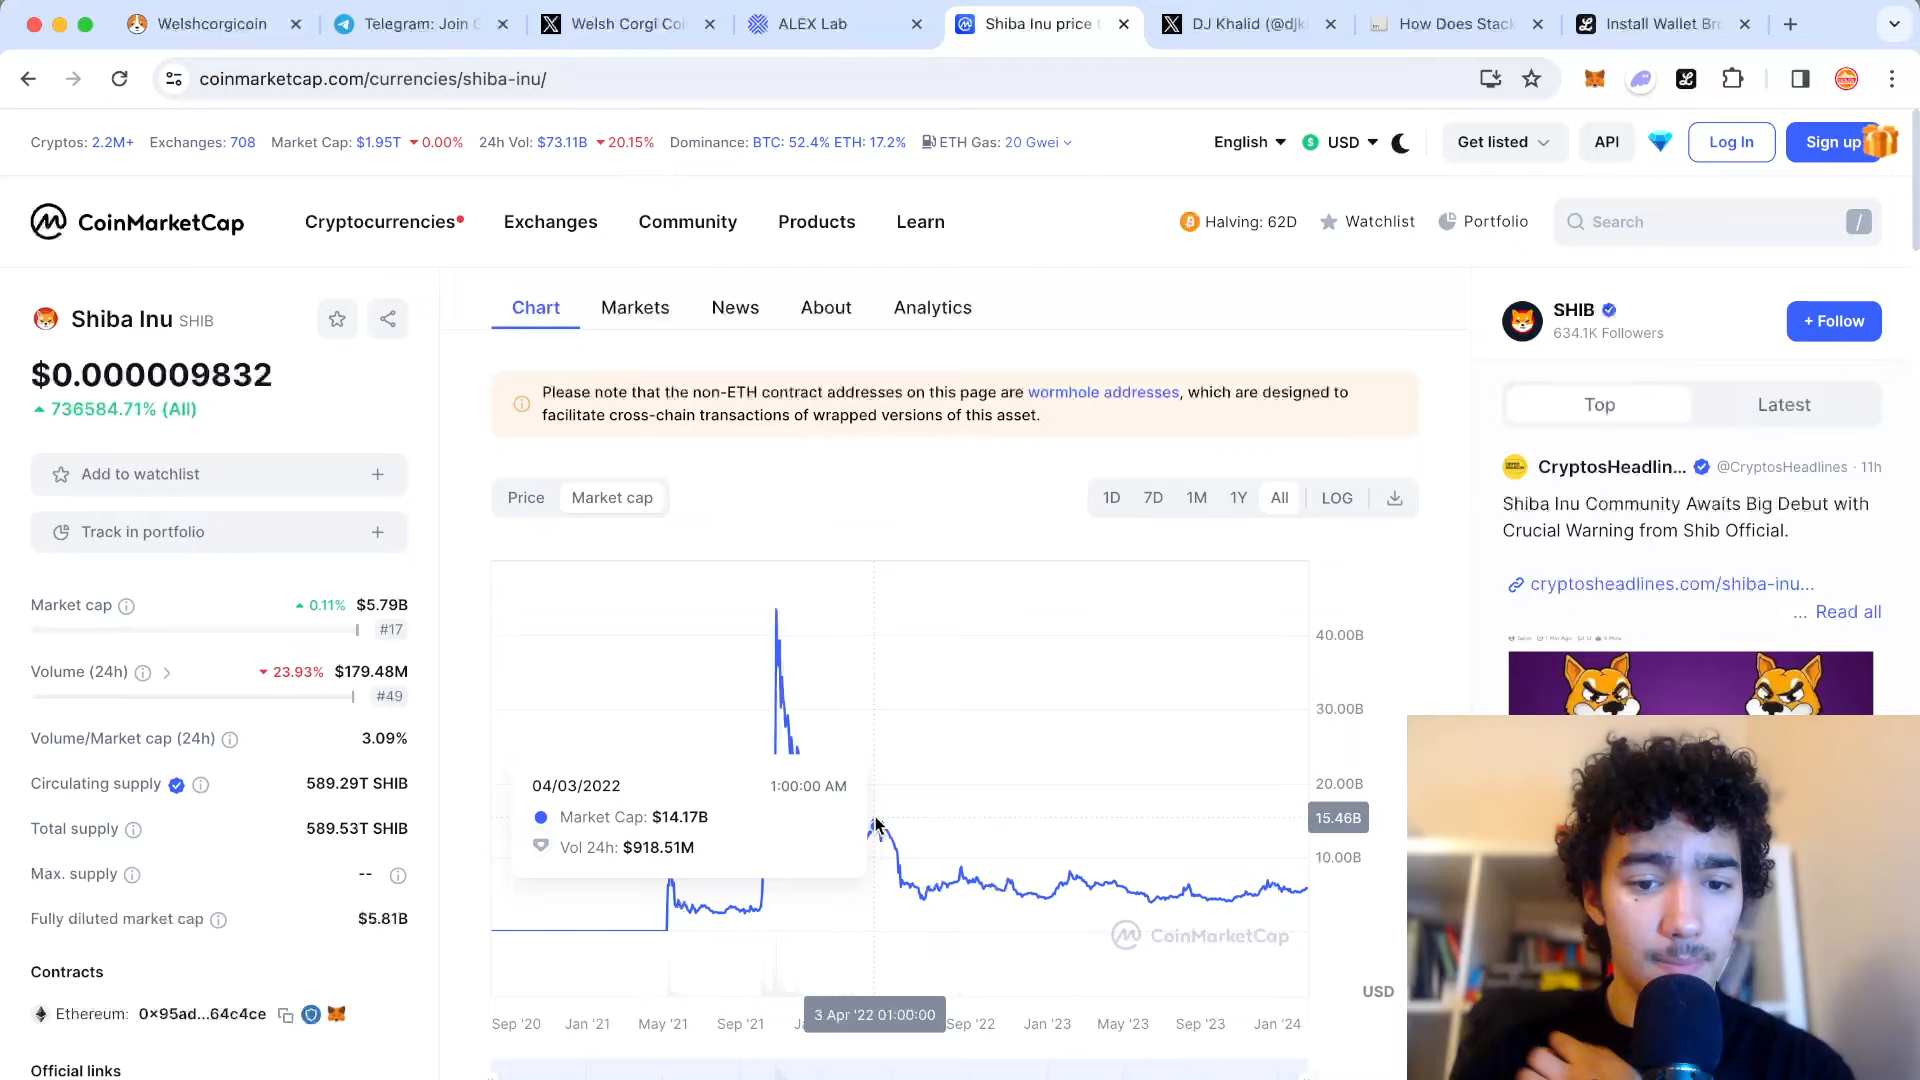 Welshcorgicoin
Telegram: Join
Welsh Corgi Coi
ALEX Lab
Shiba Inu price
DJ Khalid (@djk
How Does Stack
Install Wallet Bro
coinmarketcap.com/currencies/shiba-inu/
Cryptos: 2.2M+ Exchanges: 708 Market Cap: $1.95T 0.00% 24h Vol: $73.11B 20.15% Dominance: BTC: 52.4% ETH: 17.2% ETH Gas: 20 Gwei
English USD Get listed API Log In Sign up
CoinMarketCap Cryptocurrencies Exchanges Community Products Learn
Halving: 62D Watchlist Portfolio Search /
Shiba Inu SHIB
$0.000009832
736584.71% (All)
Add to watchlist +
Track in portfolio +
Market cap 0.11% $5.79B
#17
Volume (24h) 23.93% $179.48M
#49
Volume/Market cap (24h) 3.09%
Circulating supply 589.29T SHIB
Total supply 589.53T SHIB
Max. supply --
Fully diluted market cap $5.81B
Contracts
Ethereum: 0x95ad...64c4ce
Official links
Chart Markets News About Analytics
Please note that the non-ETH contract addresses on this page are wormhole addresses, which are designed to
facilitate cross-chain transactions of wrapped versions of this asset.
Price Market cap
1D 7D 1M 1Y All LOG
40.00B
30.00B
20.00B
15.46B
10.00B
04/03/2022 1:00:00 AM
Market Cap: $14.17B
Vol 24h: $918.51M
CoinMarketCap
USD
Sep '20 Jan '21 May '21 Sep '21 3 Apr '22 01:00:00 Sep '22 Jan '23 May '23 Sep '23 Jan '24
SHIB
634.1K Followers
+ Follow
Top Latest
CryptosHeadlin... @CryptosHeadlines · 11h
Shiba Inu Community Awaits Big Debut with
Crucial Warning from Shib Official.
cryptosheadlines.com/shiba-inu...
... Read all